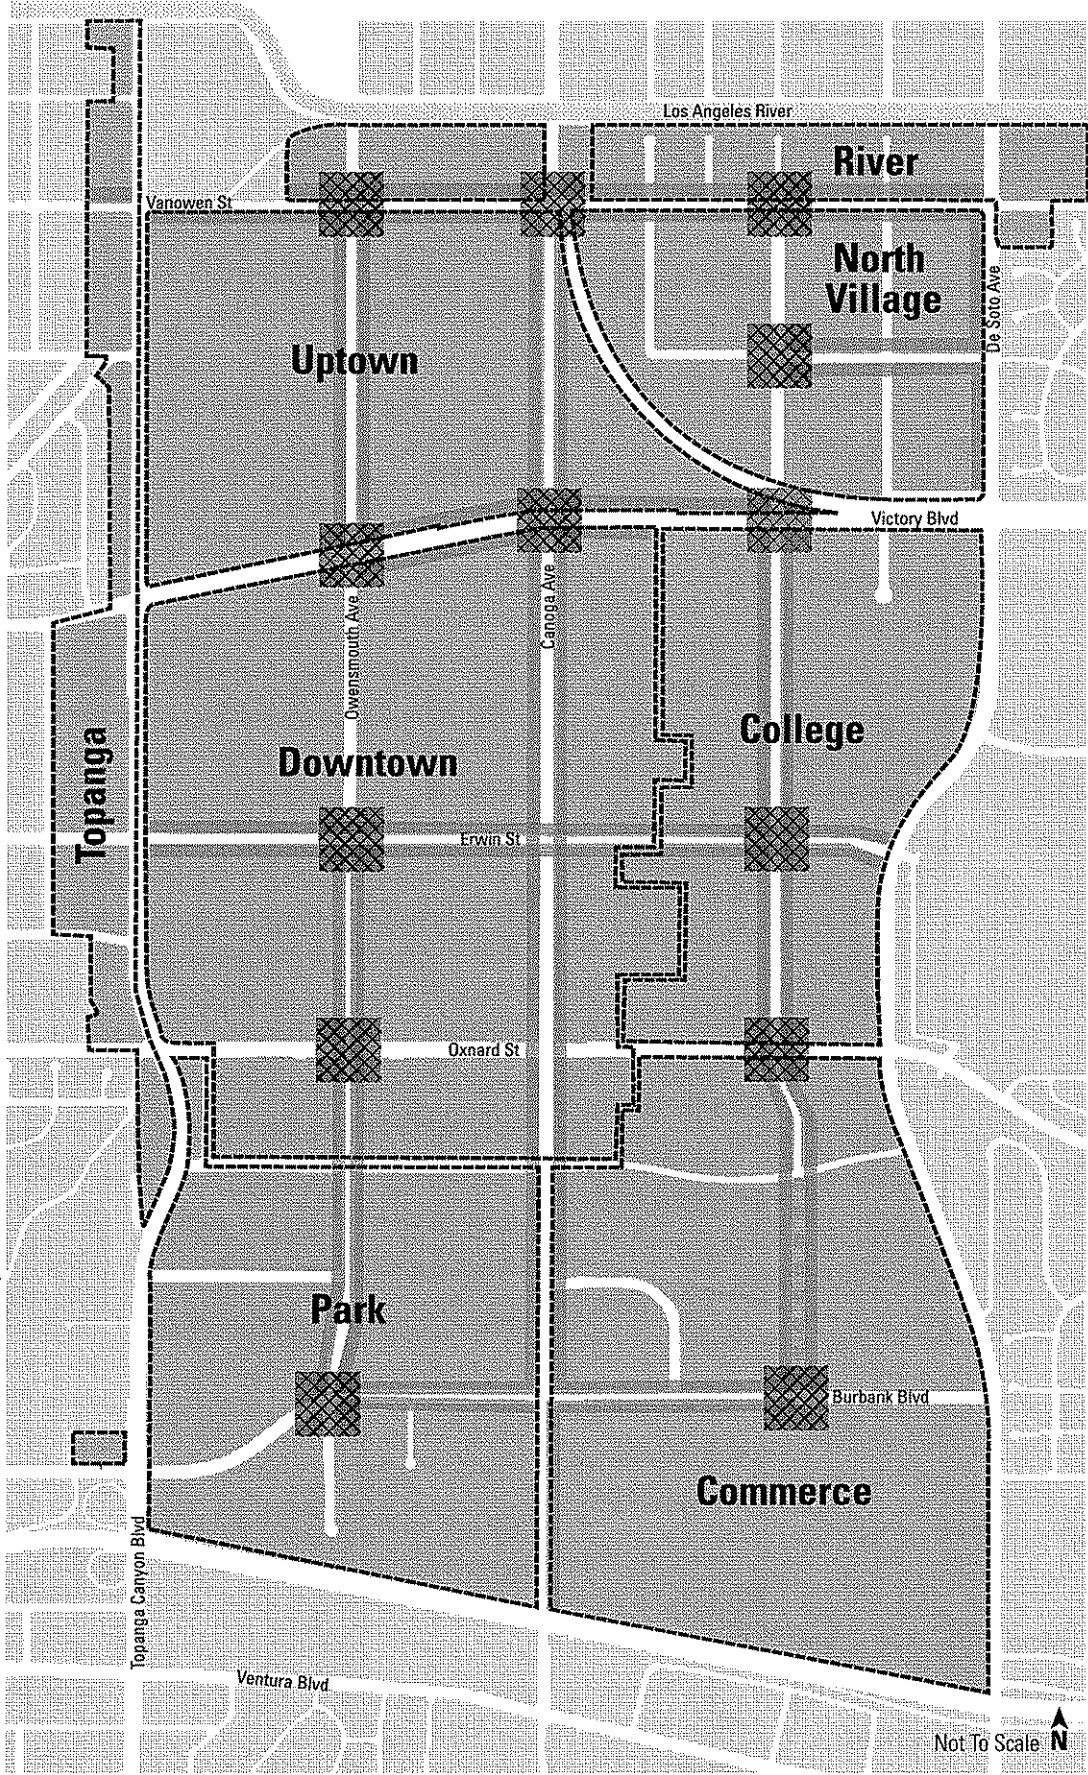 Los Angeles River
River
Vanowen St
North
Village
De Soto Ave
Uptown
Victory Blvd
Owensmouth Ave
Canoga Ave
College
Topanga
Downtown
Erwin St
Oxnard St
Park
Burbank Blvd
Commerce
Topanga Canyon Blvd
Ventura Blvd
Not To Scale N